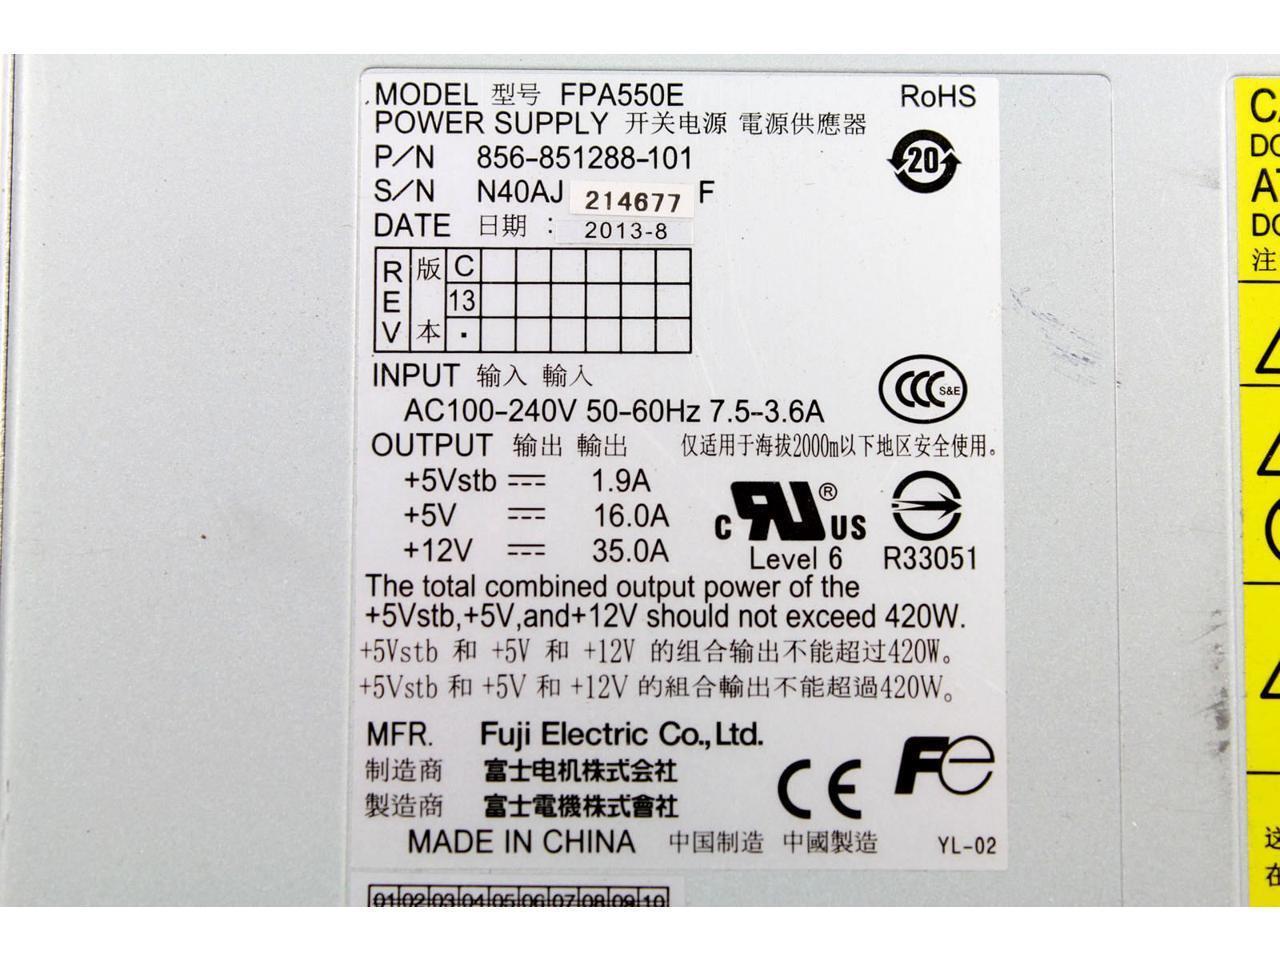 MODEL 型号 FPA550E RoHS
POWER SUPPLY 开关电源 電源供應器
P/N 856-851288-101
20
S/N N40AJ 214677 F
DATE 日期 : 2013-8
REV 版本 C 13 .
INPUT 输入 輸入
AC100-240V 50-60Hz 7.5-3.6A
CCC S&E
OUTPUT 输出 輸出 仅适用于海拔2000m以下地区安全使用。
+5Vstb 1.9A
+5V 16.0A
+12V 35.0A
c RU ® US
Level 6 R33051
The total combined output power of the
+5Vstb,+5V,and+12V should not exceed 420W.
+5Vstb 和 +5V 和 +12V 的组合输出不能超过420W。
+5Vstb 和 +5V 和 +12V 的組合輸出不能超過420W。
MFR. Fuji Electric Co.,Ltd.
制造商 富士电机株式会社
製造商 富士電機株式會社
CE Fe
MADE IN CHINA 中国制造 中國製造 YL-02
01 02 03 04 05 06 07 08 09 10
注
这
在